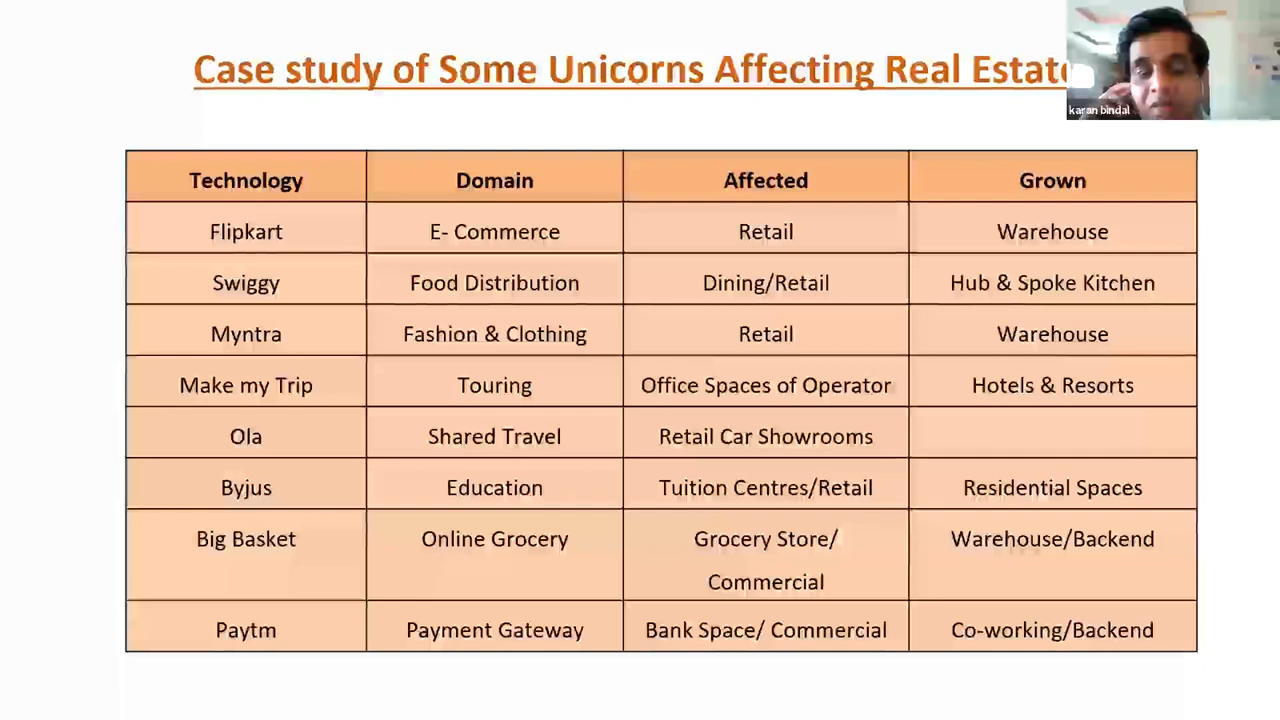 Case study of Some Unicorns Affecting Real Estate
karan bindal
Technology Domain Affected Grown
Flipkart E- Commerce Retail Warehouse
Swiggy Food Distribution Dining/Retail Hub & Spoke Kitchen
Myntra Fashion & Clothing Retail Warehouse
Make my Trip Touring Office Spaces of Operator Hotels & Resorts
Ola Shared Travel Retail Car Showrooms
Byjus Education Tuition Centres/Retail Residential Spaces
Big Basket Online Grocery Grocery Store/ Warehouse/Backend
Commercial
Paytm Payment Gateway Bank Space/ Commercial Co-working/Backend